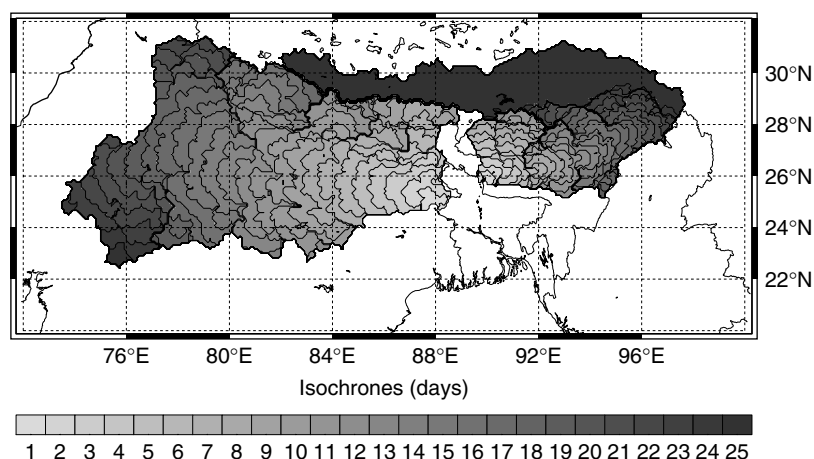 30°N
28°N
26°N
24°N
22°N
76°E 80°E 84°E 88°E 92°E 96°E
Isochrones (days)
1 2 3 4 5 6 7 8 9 10 11 12 13 14 15 16 17 18 19 20 21 22 23 24 25